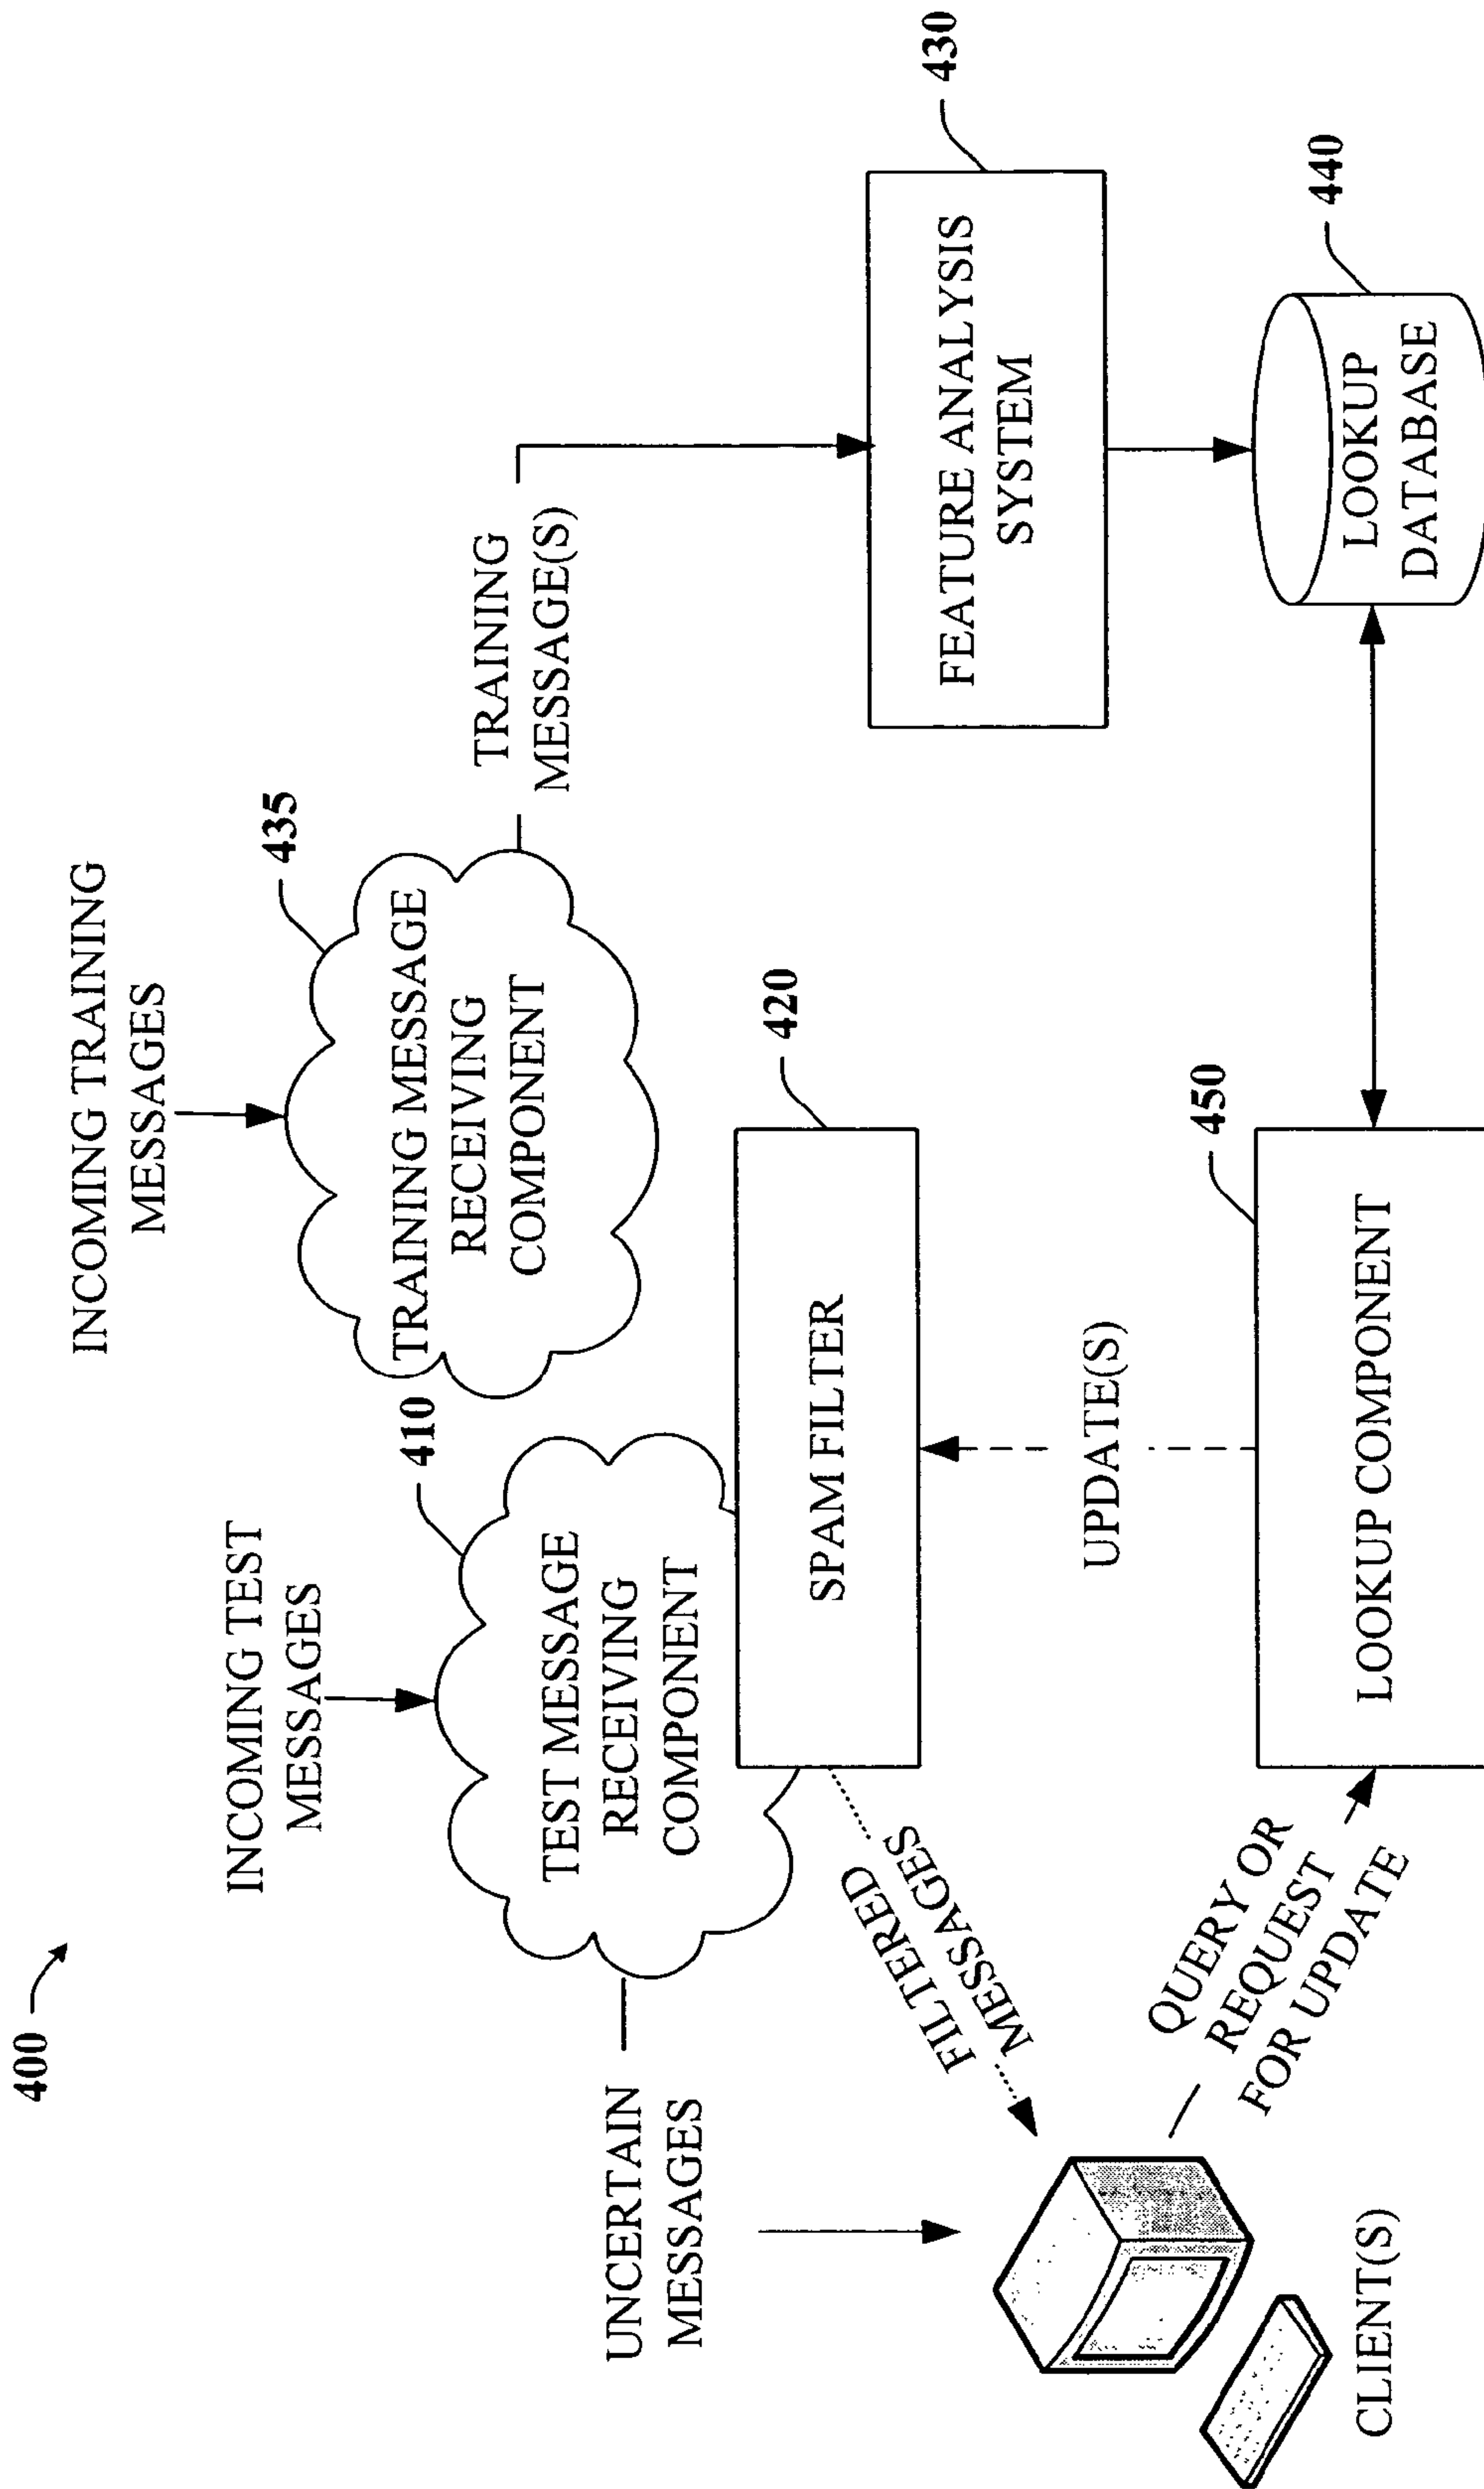 400
INCOMING TRAINING
MESSAGES
435
TRAINING MESSAGE
RECEIVING
COMPONENT
TRAINING
MESSAGE(S)
INCOMING TEST
MESSAGES
410
TEST MESSAGE
RECEIVING
COMPONENT
UNCERTAIN
MESSAGES
420
SPAM FILTER
430
FEATURE ANALYSIS
SYSTEM
FILTERED
MESSAGES
UPDATE(S)
QUERY OR
REQUEST
FOR UPDATE
450
LOOKUP COMPONENT
440
LOOKUP
DATABASE
CLIENT(S)